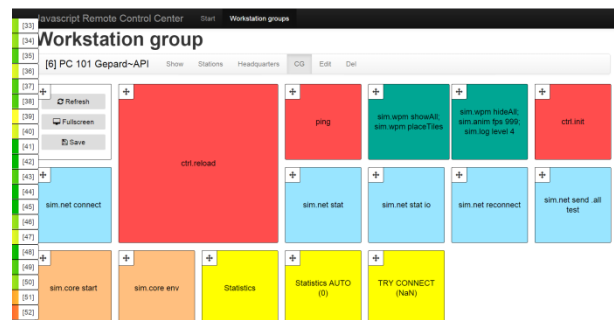 Javascript Remote Control Center Start Workstation groups
Workstation group
[6] PC 101 Gepard~API Show Stations Headquarters CG Edit Del
[33]
[34]
[35]
[36]
[37]
[38]
[39]
[40]
[41]
[42]
[43]
[44]
[45]
[46]
[47]
[48]
[49]
[50]
[51]
[52]
Refresh
Fullscreen
Save
ctrl.reload
ping
sim.wpm showAll;
sim.wpm placeTiles
sim.wpm hideAll;
sim.anim fps 999;
sim.log level 4
ctrl.init
sim.net connect
sim.net stat
sim.net stat io
sim.net reconnect
sim.net send .all
test
sim.core start
sim.core env
Statistics
Statistics AUTO
(0)
TRY CONNECT
(NaN)